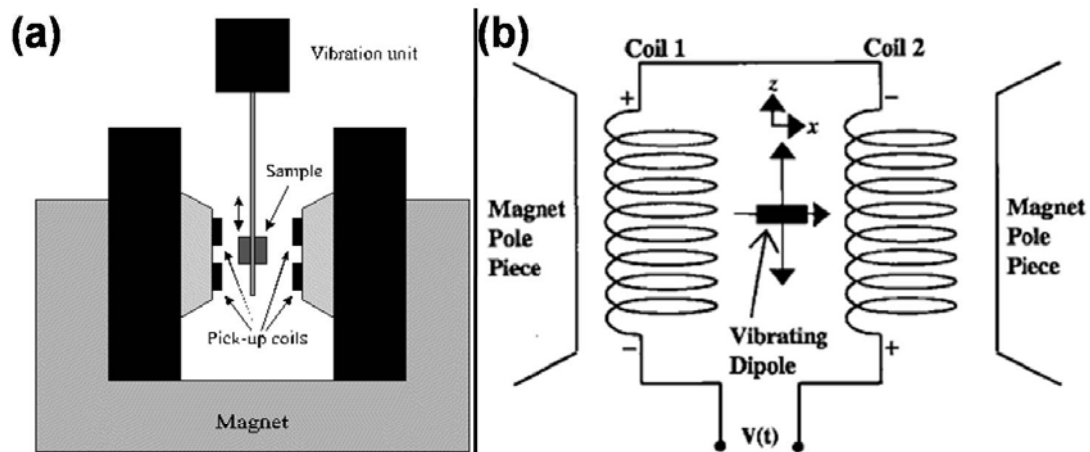 (a)
Vibration unit
Sample
Pick-up coils
Magnet
(b)
Coil 1
Coil 2
+
-
z
x
Magnet
Pole
Piece
Magnet
Pole
Piece
Vibrating
Dipole
-
+
V(t)